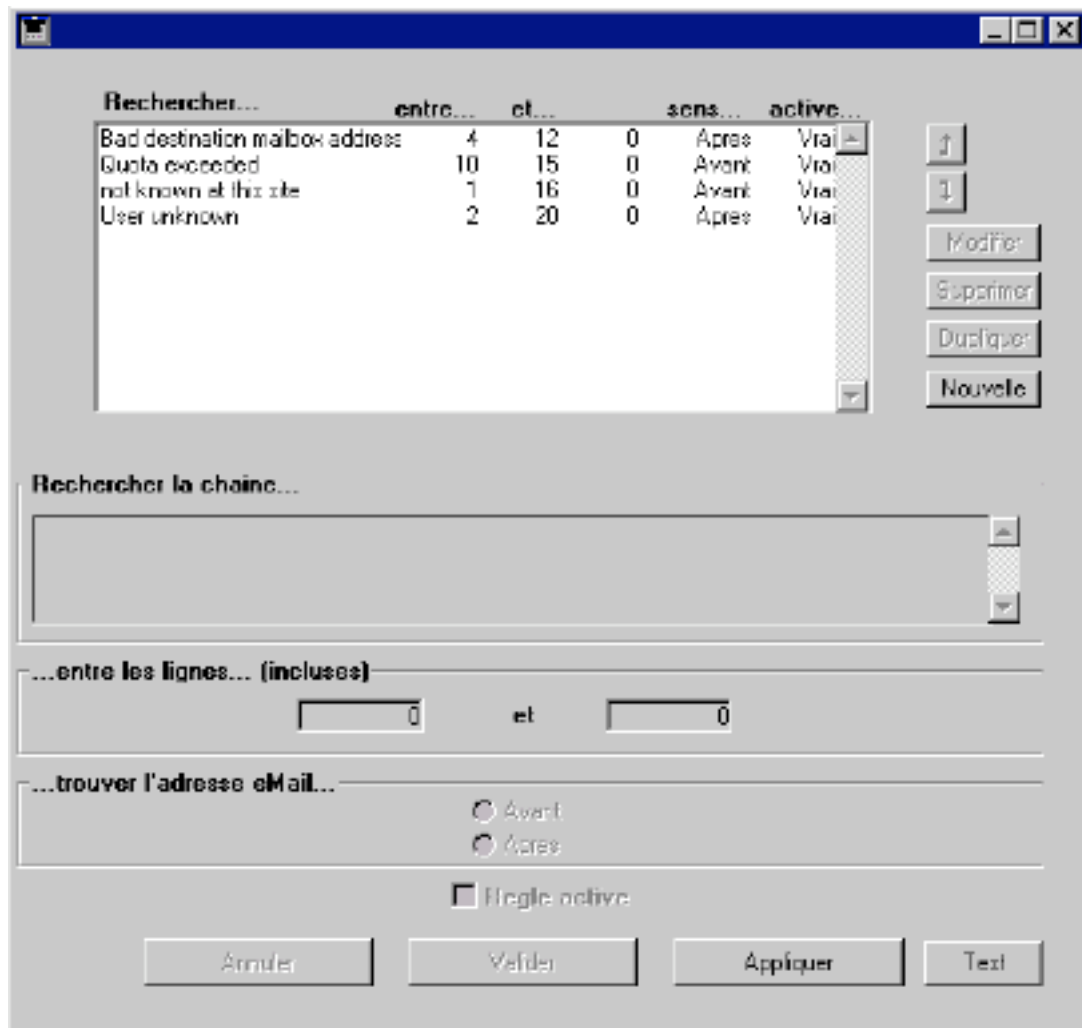 Rechercher... entre... et... sens... active...
Bad destination mailbox address 4 12 0 Apres Vrai
Quota exceeded 10 15 0 Avant Vrai
not known at this site 1 16 0 Avant Vrai
User unknown 2 20 0 Apres Vrai
Modifier
Supprimer
Dupliquer
Nouvelle
Rechercher la chaine...
...entre les lignes... (incluses)
0 et 0
...trouver l'adresse eMail...
Avant
Apres
Regle active
Annuler Valider Appliquer Text